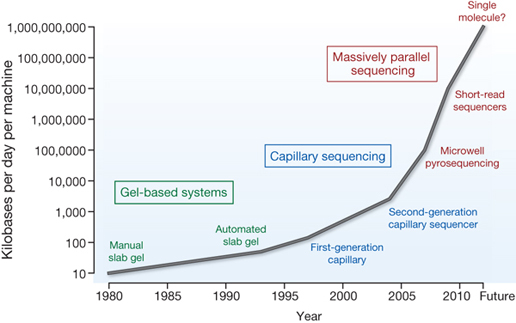 Kilobases per day per machine
1,000,000,000
100,000,000
10,000,000
1,000,000
100,0000
10,000
1,000
100
10
Single
molecule?
Massively parallel
sequencing
Short-read
sequencers
Microwell
pyrosequencing
Capillary sequencing
Gel-based systems
Second-generation
capillary sequencer
Automated
slab gel
First-generation
capillary
Manual
slab gel
1980 1985 1990 1995 2000 2005 2010 Future
Year